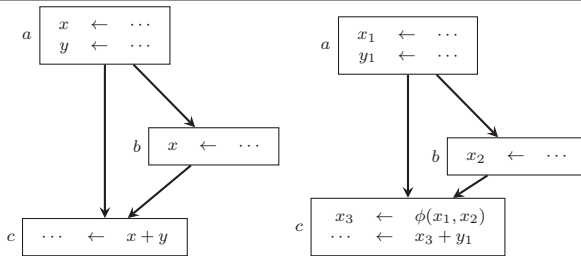 a
x ← ⋯
y ← ⋯
b
x ← ⋯
c
⋯ ← x + y
a
x₁ ← ⋯
y₁ ← ⋯
b
x₂ ← ⋯
c
x₃ ← ϕ(x₁, x₂)
⋯ ← x₃ + y₁